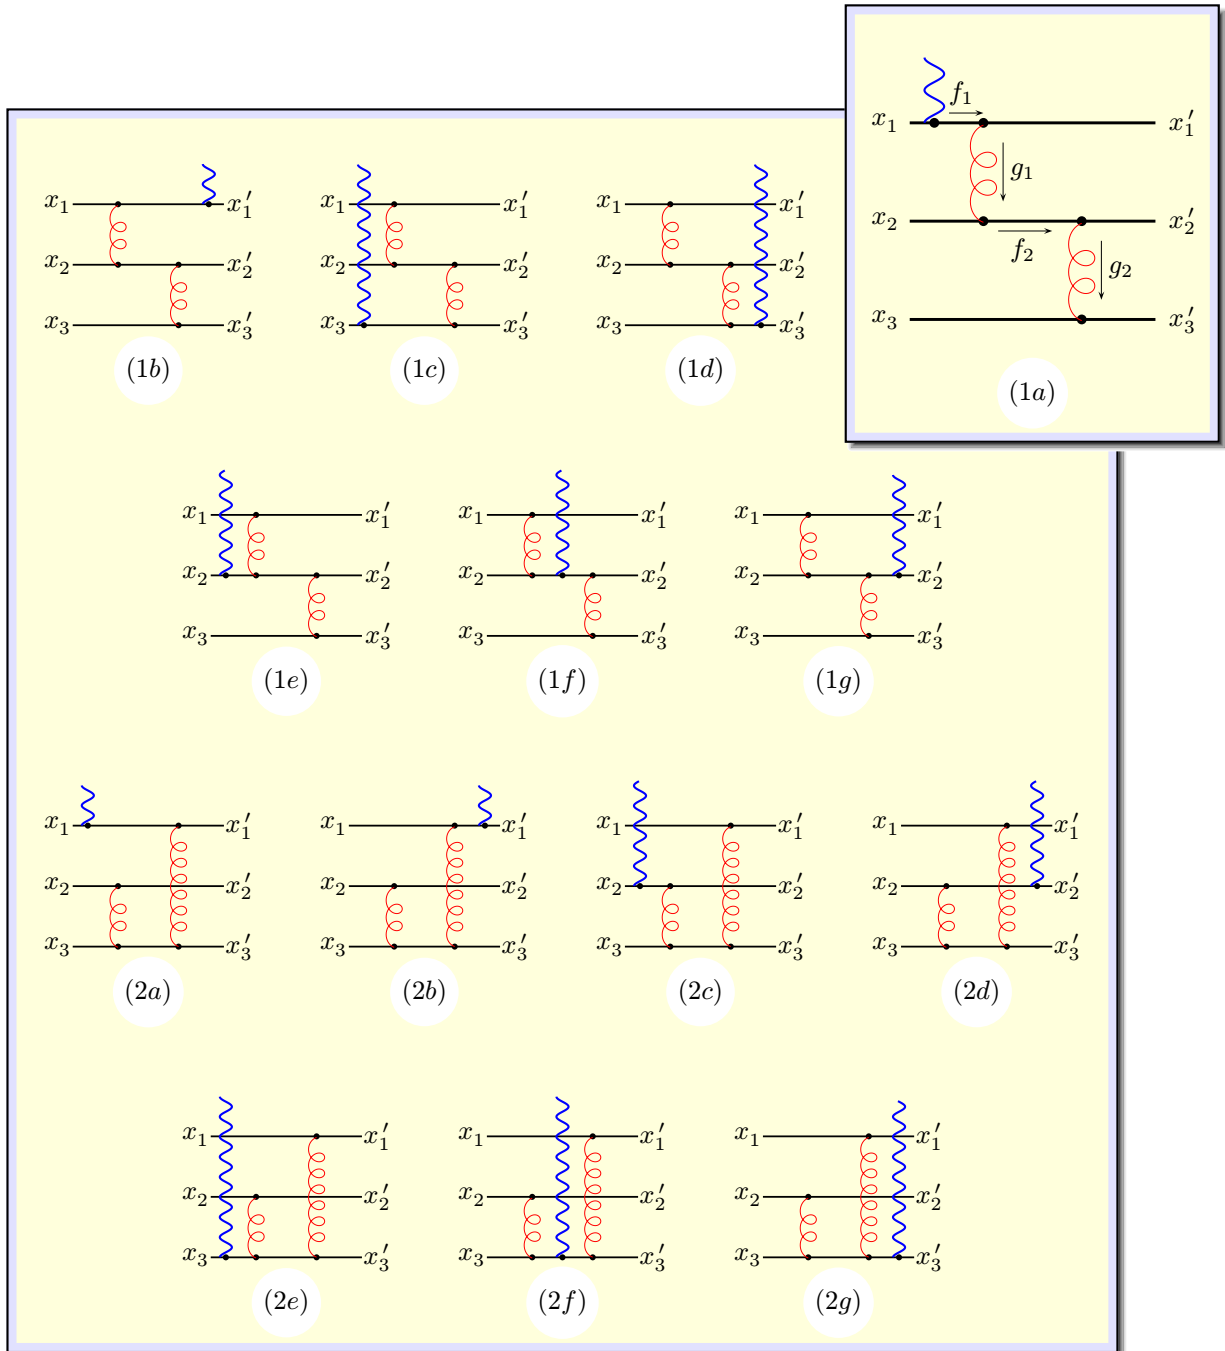 x₁ f₁ x₁′
g₁
x₂ f₂ x₂′
g₂
x₃ x₃′
(1a)
x₁ x₁′ x₁ x₁′ x₁ x₁′
x₂ x₂′ x₂ x₂′ x₂ x₂′
x₃ x₃′ x₃ x₃′ x₃ x₃′
(1b) (1c) (1d)
x₁ x₁′ x₁ x₁′ x₁ x₁′
x₂ x₂′ x₂ x₂′ x₂ x₂′
x₃ x₃′ x₃ x₃′ x₃ x₃′
(1e) (1f) (1g)
x₁ x₁′ x₁ x₁′ x₁ x₁′ x₁ x₁′
x₂ x₂′ x₂ x₂′ x₂ x₂′ x₂ x₂′
x₃ x₃′ x₃ x₃′ x₃ x₃′ x₃ x₃′
(2a) (2b) (2c) (2d)
x₁ x₁′ x₁ x₁′ x₁ x₁′
x₂ x₂′ x₂ x₂′ x₂ x₂′
x₃ x₃′ x₃ x₃′ x₃ x₃′
(2e) (2f) (2g)